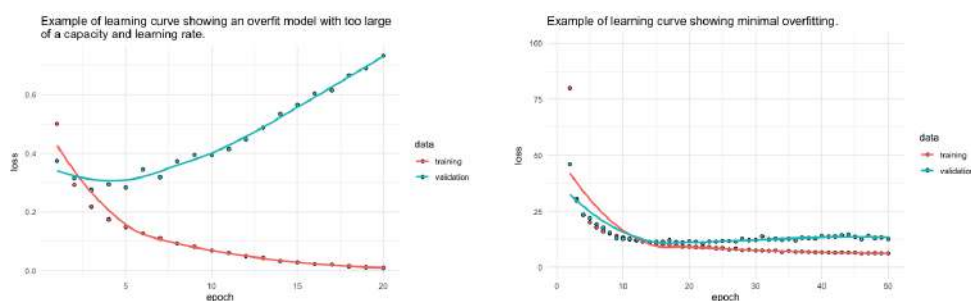 Example of learning curve showing an overfit model with too large
of a capacity and learning rate.
0.6
0.4
0.2
0.0
loss
5
10
15
20
epoch
data
training
validation
Example of learning curve showing minimal overfitting.
100
75
50
25
0
loss
0
10
20
30
40
50
epoch
data
training
validation